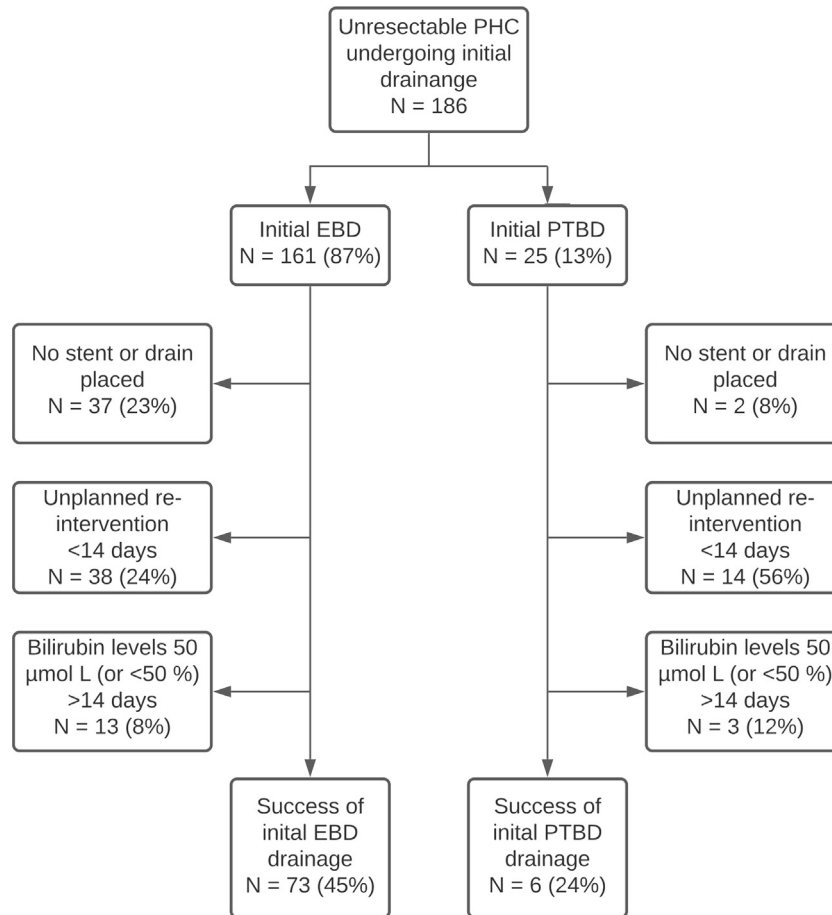 Unresectable PHC
undergoing initial
drainange
N = 186
Initial EBD
N = 161 (87%)
Initial PTBD
N = 25 (13%)
No stent or drain
placed
N = 37 (23%)
No stent or drain
placed
N = 2 (8%)
Unplanned re-
intervention
<14 days
N = 38 (24%)
Unplanned re-
intervention
<14 days
N = 14 (56%)
Bilirubin levels 50
µmol L (or <50 %)
>14 days
N = 13 (8%)
Bilirubin levels 50
µmol L (or <50 %)
>14 days
N = 3 (12%)
Success of
inital EBD
drainage
N = 73 (45%)
Success of
inital PTBD
drainage
N = 6 (24%)